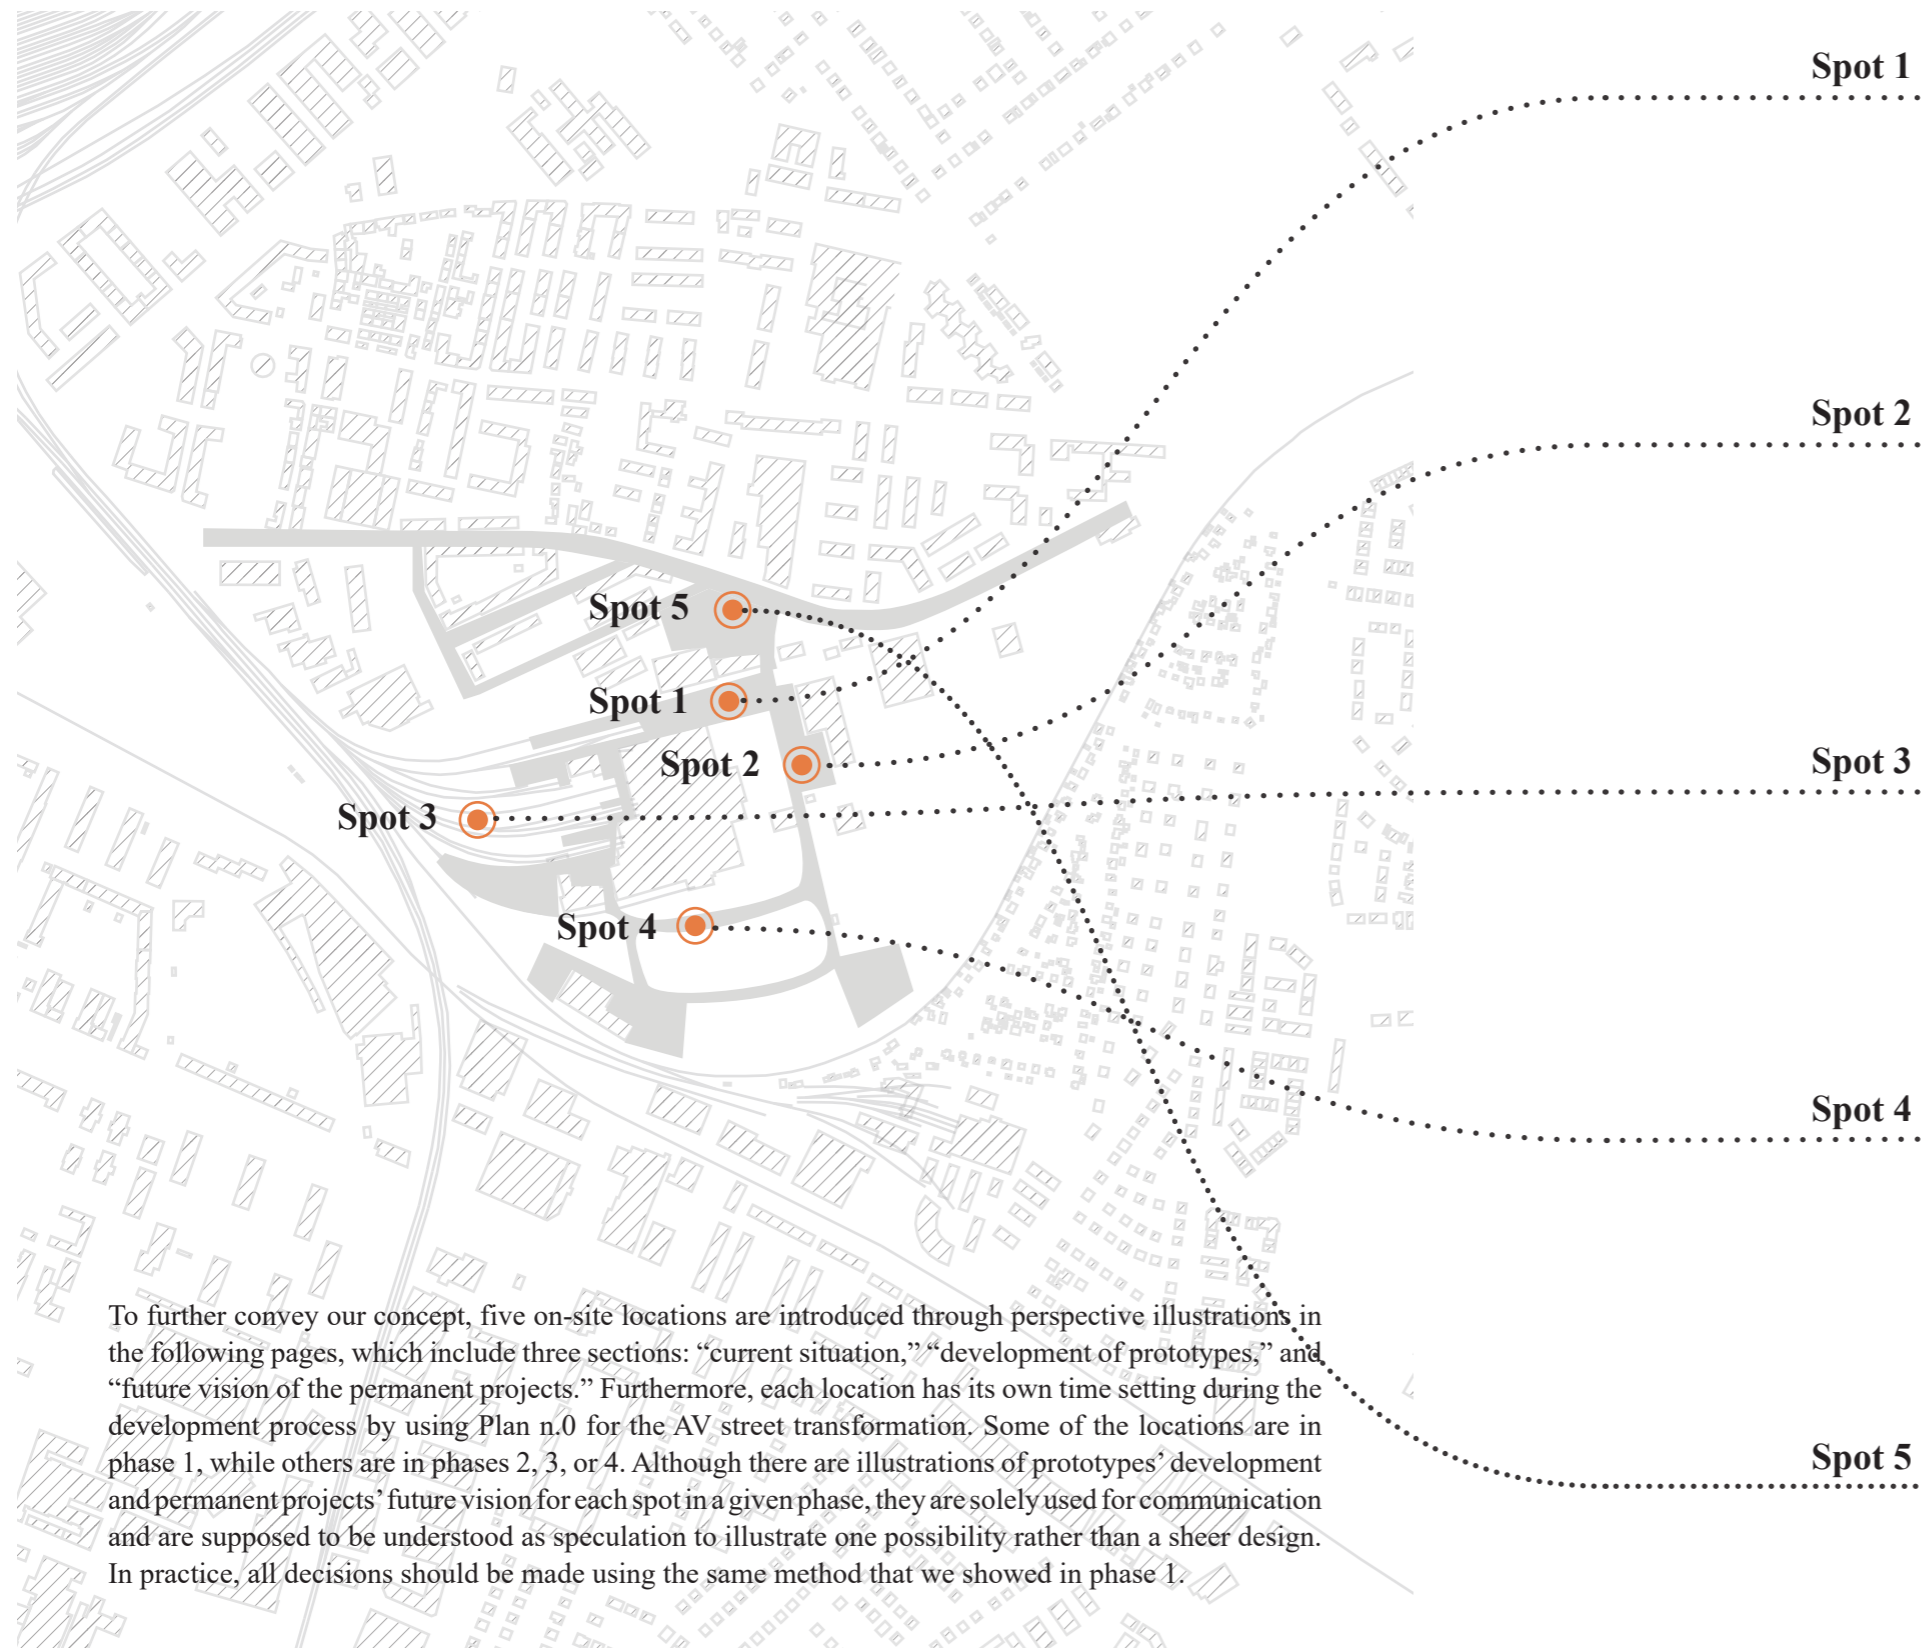 Spot 1
Spot 2
Spot 3
Spot 4
Spot 5
Spot 5
Spot 1
Spot 2
Spot 3
Spot 4
To further convey our concept, five on-site locations are introduced through perspective illustrations in
the following pages, which include three sections: “current situation,” “development of prototypes,” and
“future vision of the permanent projects.” Furthermore, each location has its own time setting during the
development process by using Plan n.0 for the AV street transformation. Some of the locations are in
phase 1, while others are in phases 2, 3, or 4. Although there are illustrations of prototypes’ development
and permanent projects’ future vision for each spot in a given phase, they are solely used for communication
and are supposed to be understood as speculation to illustrate one possibility rather than a sheer design.
In practice, all decisions should be made using the same method that we showed in phase 1.